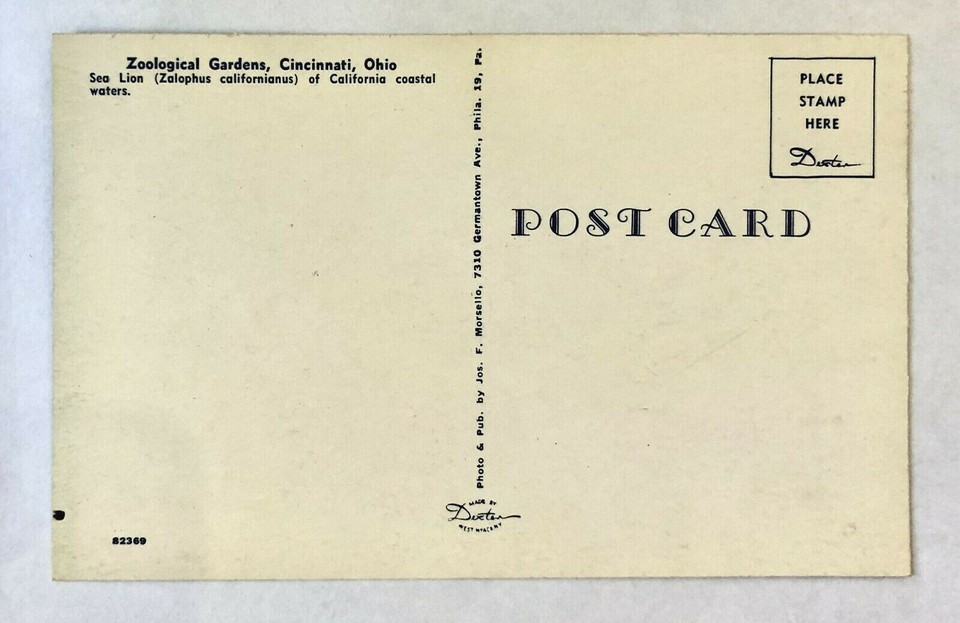 Zoological Gardens, Cincinnati, Ohio
Sea Lion (Zalophus californianus) of California coastal
waters.
Photo & Pub. by Jos. F. Morsello, 7310 Germantown Ave., Phila. 19, Pa.
PLACE
STAMP
HERE
Dexter
POST CARD
MADE BY
Dexter
WEST NYACK NY
82369